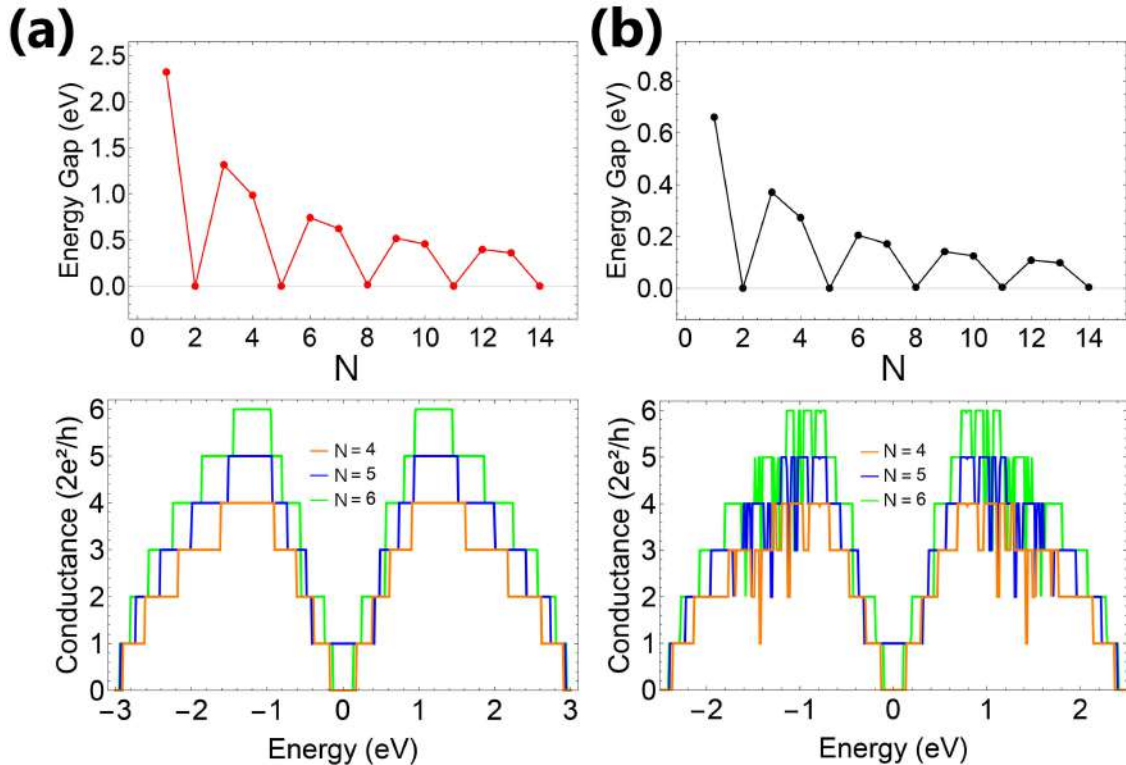 (a)
2.5
2.0
1.5
1.0
0.5
0.0
Energy Gap (eV)
0 2 4 6 8 10 12 14
N
(b)
0.8
0.6
0.4
0.2
0.0
Energy Gap (eV)
0 2 4 6 8 10 12 14
N
6
5
4
3
2
1
0
Conductance (2e²/h)
N = 4
N = 5
N = 6
−3 −2 −1 0 1 2 3
Energy (eV)
6
5
4
3
2
1
0
Conductance (2e²/h)
N = 4
N = 5
N = 6
−2 −1 0 1 2
Energy (eV)